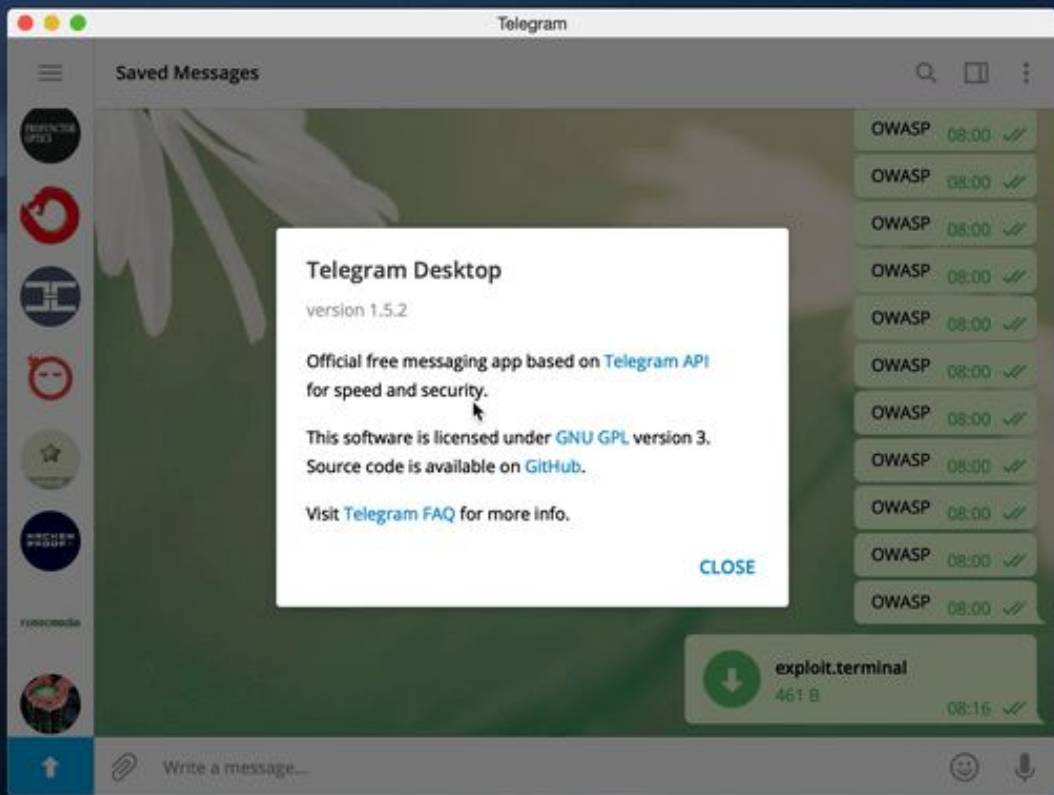 Telegram
Saved Messages
PROFUNCTOR
OPTICS
OWASP 08:00
OWASP 08:00
OWASP 08:00
OWASP 08:00
OWASP 08:00
OWASP 08:00
OWASP 08:00
OWASP 08:00
OWASP 08:00
OWASP 08:00
OWASP 08:00
Telegram Desktop
version 1.5.2
Official free messaging app based on Telegram API
for speed and security.
This software is licensed under GNU GPL version 3.
Source code is available on GitHub.
Visit Telegram FAQ for more info.
CLOSE
HACKEN
PROOF
exploit.terminal
461 B
08:16
Write a message...